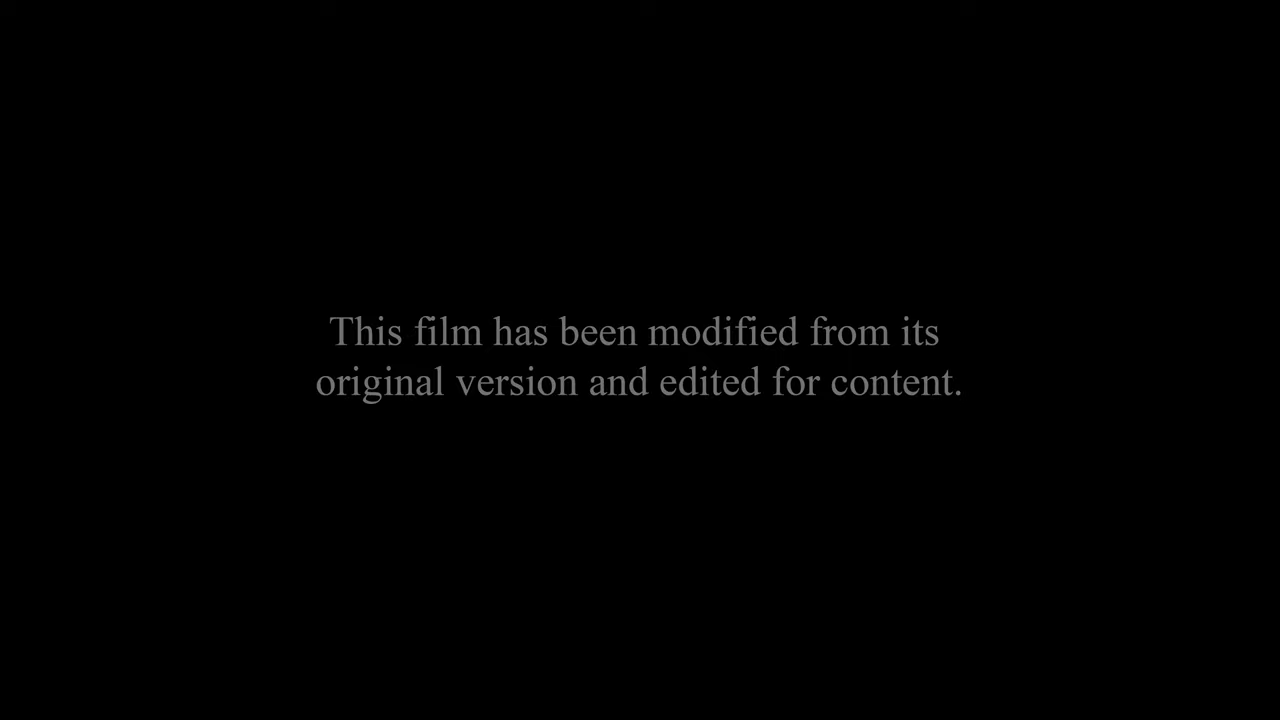 This film has been modified from its
original version and edited for content.